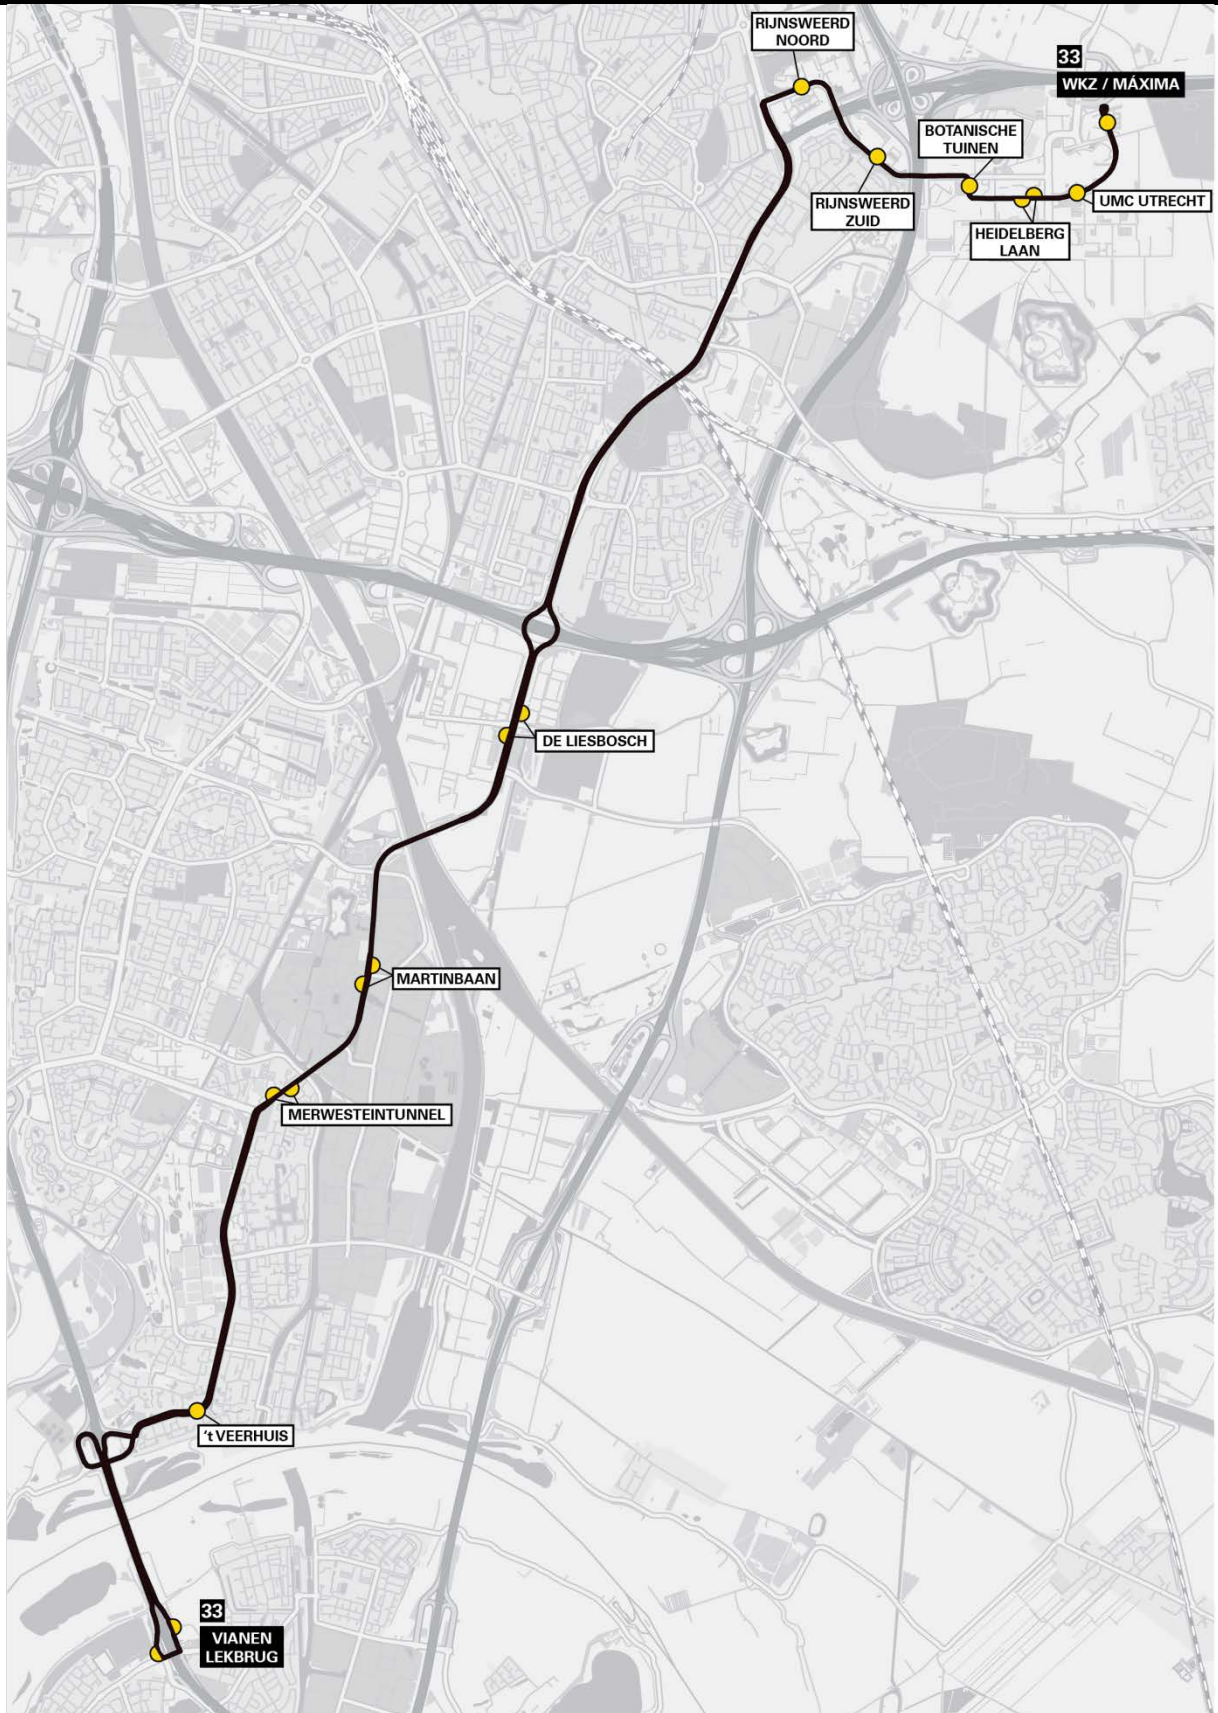 RIJNSWEERD
NOORD
33
WKZ / MÁXIMA
BOTANISCHE
TUINEN
RIJNSWEERD
ZUID
UMC UTRECHT
HEIDELBERG
LAAN
DE LIESBOSCH
MARTINBAAN
MERWESTEINTUNNEL
't VEERHUIS
33
VIANEN
LEKBRUG